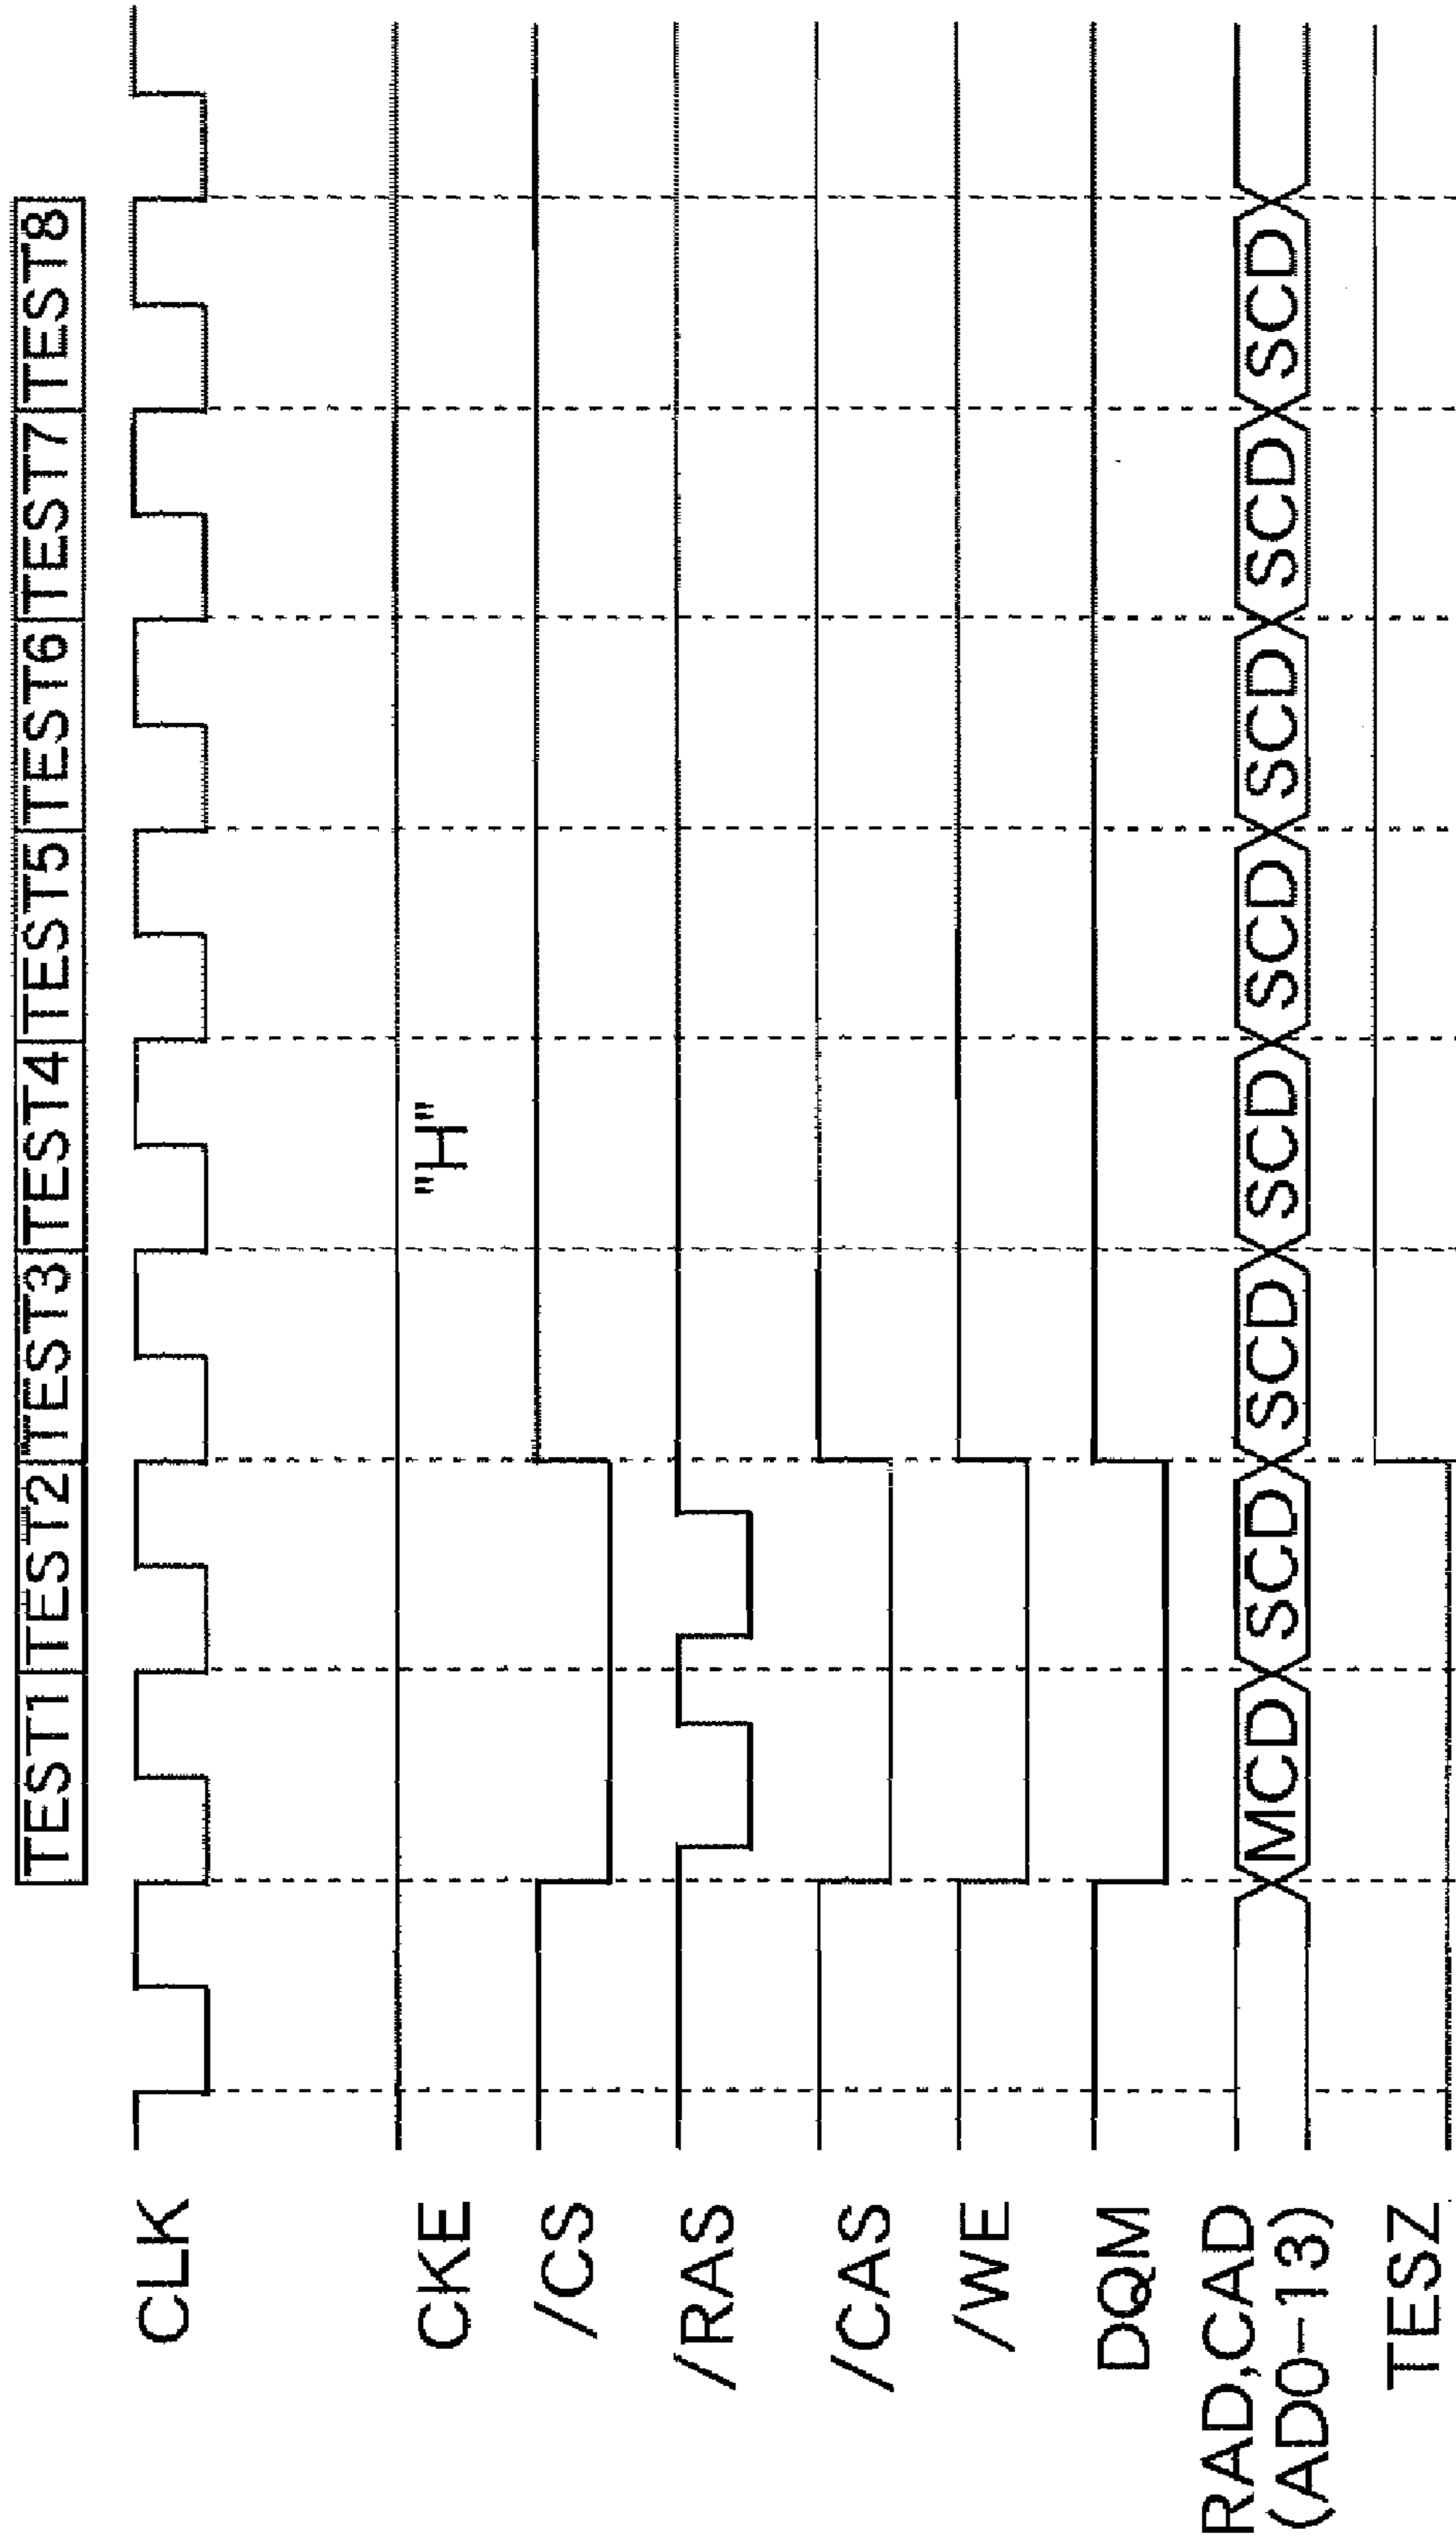 TEST1 TEST2 TEST3 TEST4 TEST5 TEST6 TEST7 TEST8
CLK
CKE
"H"
/CS
/RAS
/CAS
/WE
DQM
RAD,CAD
(AD0-13)
MCD SCD SCD SCD SCD SCD SCD SCD
TESZ